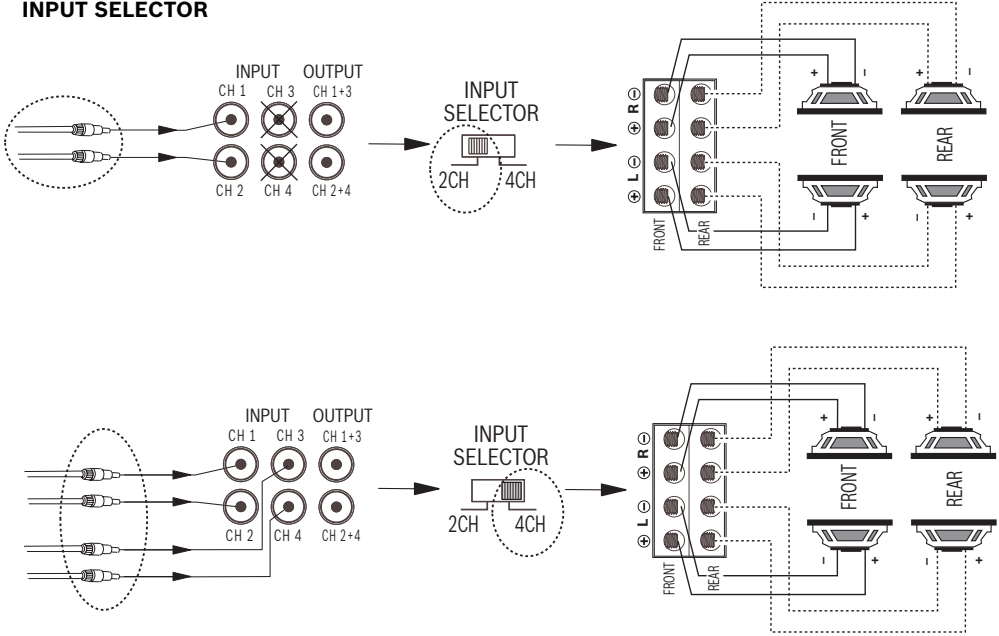 INPUT SELECTOR
INPUT OUTPUT
CH 1 CH 3 CH 1+3
CH 2 CH 4 CH 2+4
INPUT
SELECTOR
2CH 4CH
⊖ R ⊕ ⊖ L ⊕
FRONT
REAR
+ –
+ –
FRONT
REAR
– +
– +
INPUT OUTPUT
CH 1 CH 3 CH 1+3
CH 2 CH 4 CH 2+4
INPUT
SELECTOR
2CH 4CH
⊖ R ⊕ ⊖ L ⊕
FRONT
REAR
+ –
+ –
FRONT
REAR
– +
– +